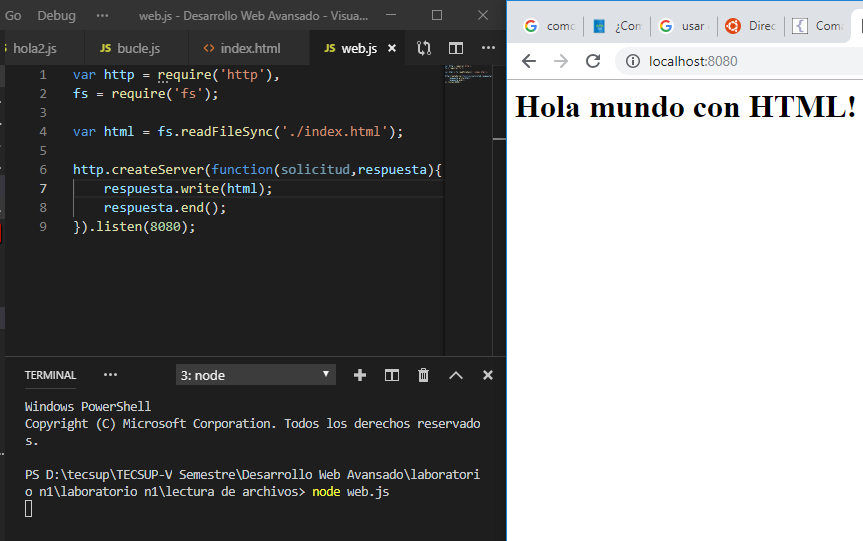 Go Debug ··· web.js - Desarrollo Web Avansado - Visua...
hola2.js JS bucle.js <> index.html JS web.js
1 var http = require('http'),
2 fs = require('fs');
3
4 var html = fs.readFileSync('./index.html');
5
6 http.createServer(function(solicitud,respuesta){
7 respuesta.write(html);
8 respuesta.end();
9 }).listen(8080);
TERMINAL ··· 3: node
Windows PowerShell
Copyright (C) Microsoft Corporation. Todos los derechos reservado
s.
PS D:\tecsup\TECSUP-V Semestre\Desarrollo Web Avansado\laboratori
o n1\laboratorio n1\lectura de archivos> node web.js
como ¿Con usar Direc Coma
localhost:8080
Hola mundo con HTML!